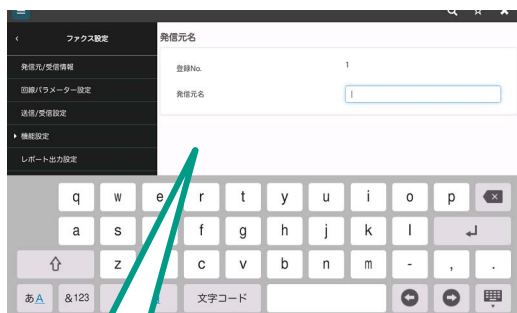 ファクス設定
発信元名
発信元/受信情報
登録No.
1
回線パラメーター設定
発信元名
送信/受信設定
機能設定
レポート出力設定
q w e r t y u i o p
a s f g h j k l
z c v b n m - , .
あA &123 文字コード